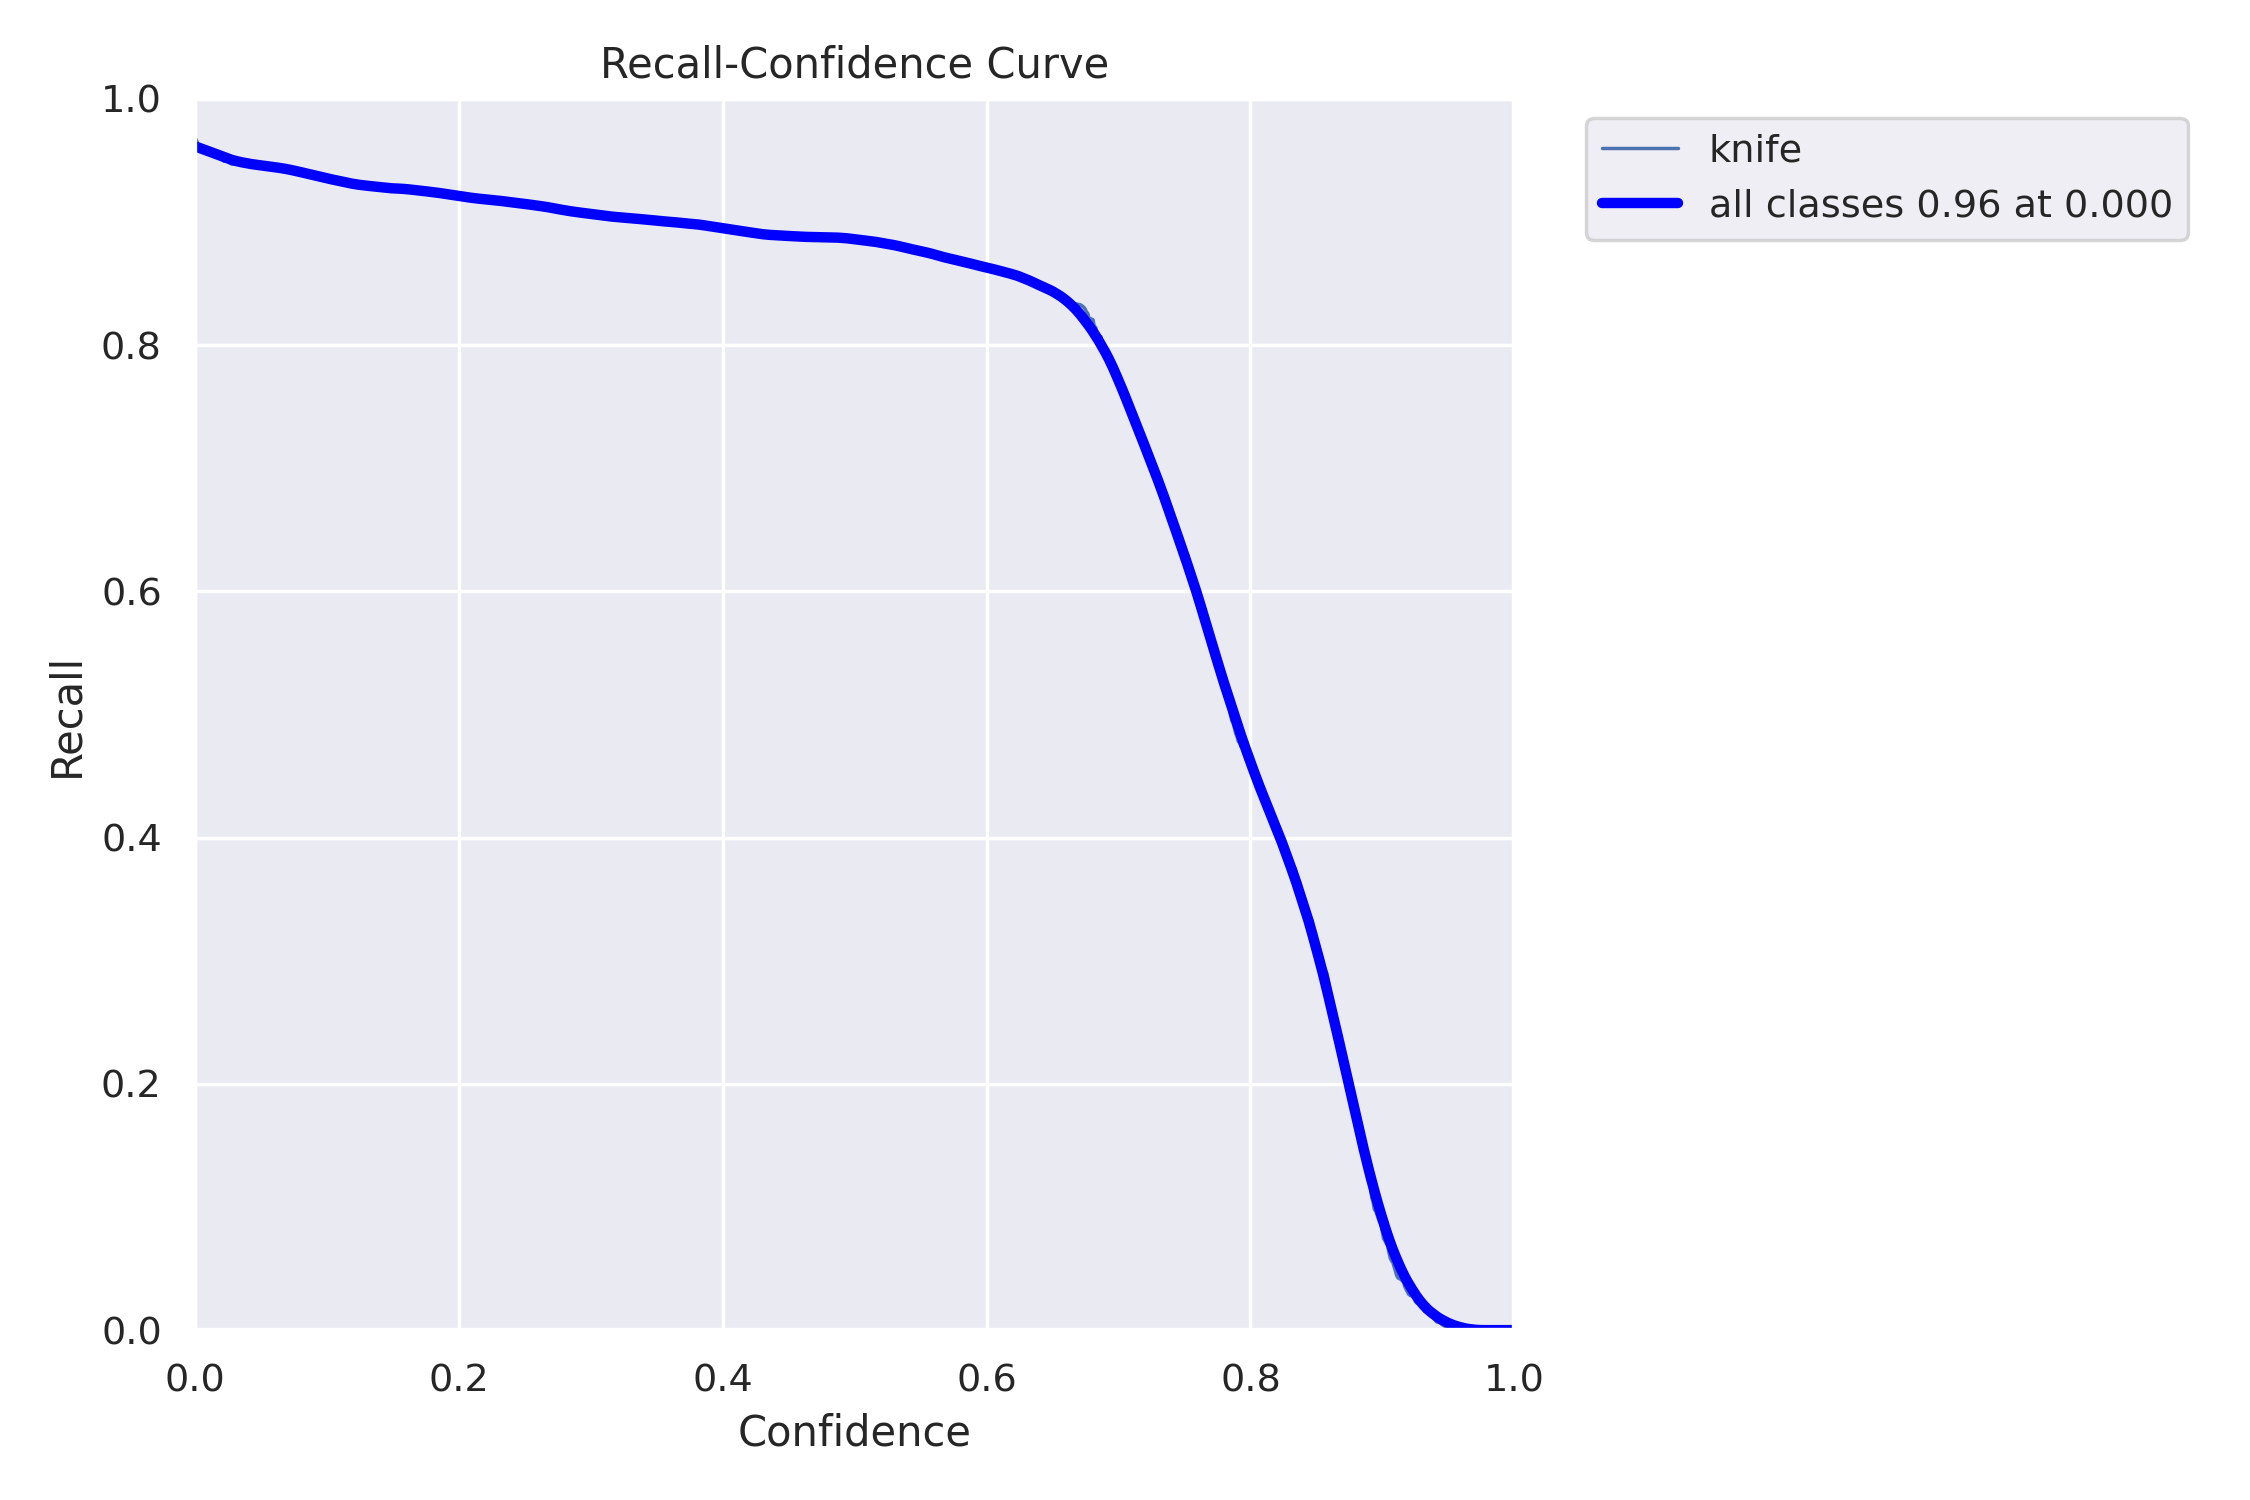 Recall-Confidence Curve
1.0
0.8
0.6
0.4
0.2
0.0
Recall
0.0 0.2 0.4 0.6 0.8 1.0
Confidence
knife
all classes 0.96 at 0.000